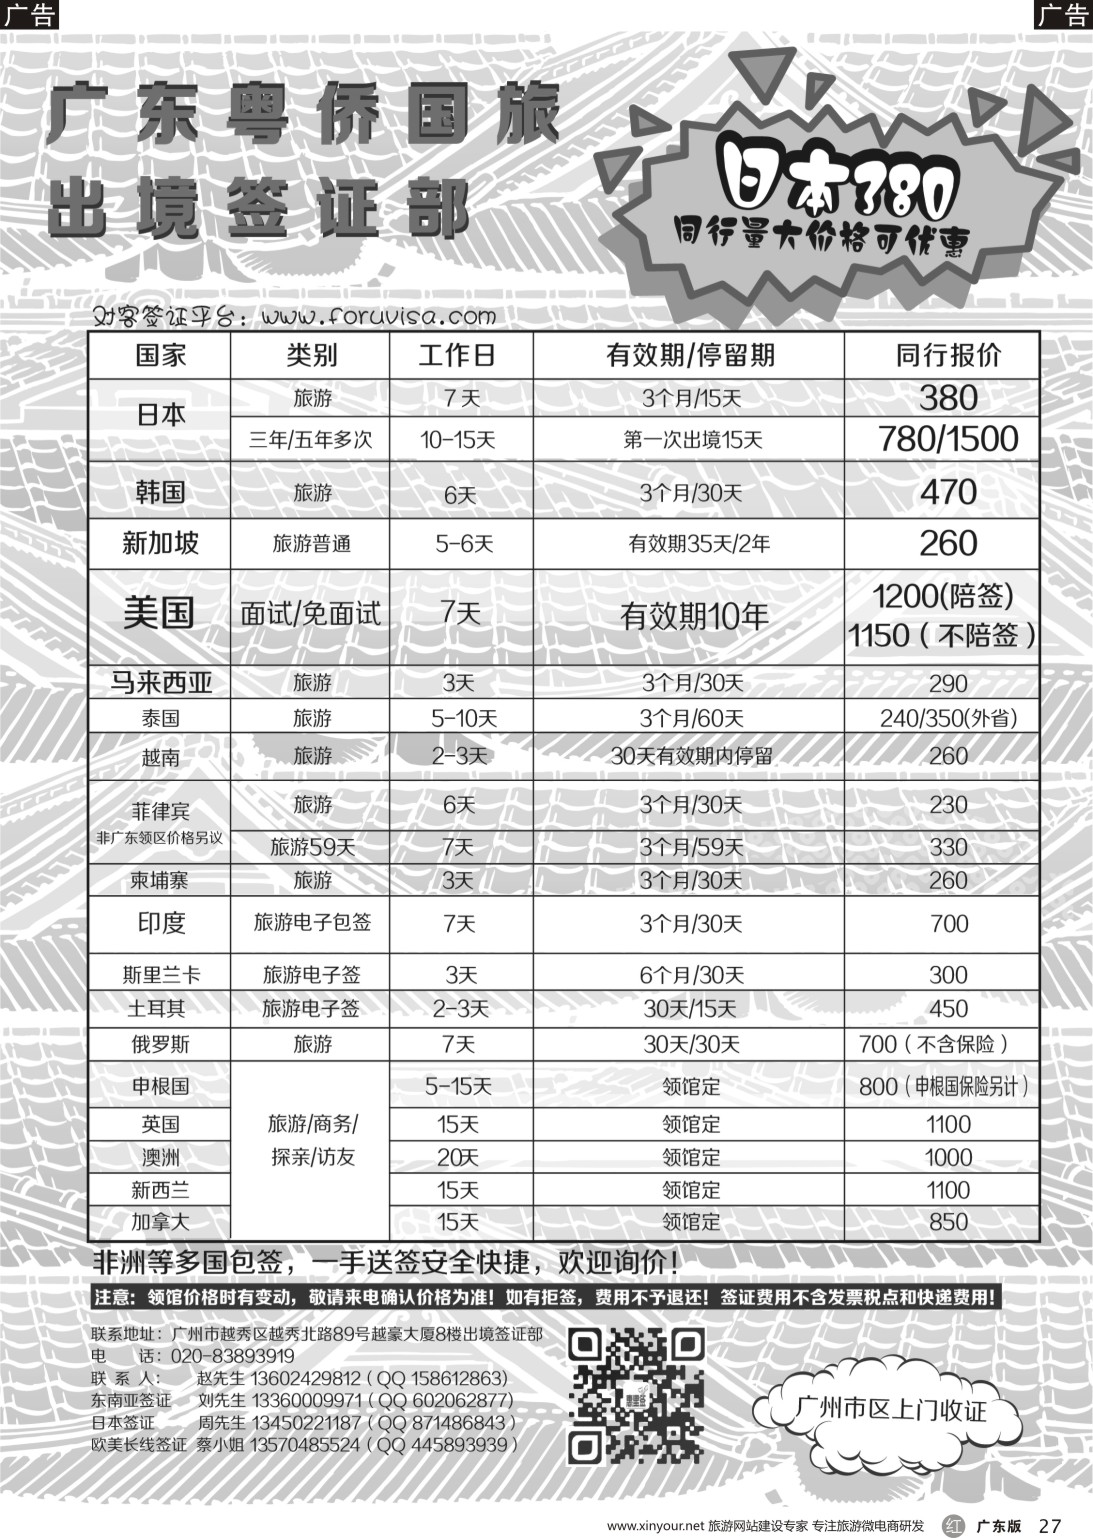 广告
广告
广东粤侨国旅
出境签证部
日本380
同行量大价格可优惠
对客签证平台：www.foruvisa.com
国家 类别 工作日 有效期/停留期 同行报价
日本 旅游 7天 3个月/15天 380
三年/五年多次 10-15天 第一次出境15天 780/1500
韩国 旅游 6天 3个月/30天 470
新加坡 旅游普通 5-6天 有效期35天/2年 260
美国 面试/免面试 7天 有效期10年 1200(陪签)
1150（不陪签）
马来西亚 旅游 3天 3个月/30天 290
泰国 旅游 5-10天 3个月/60天 240/350(外省)
越南 旅游 2-3天 30天有效期内停留 260
菲律宾 旅游 6天 3个月/30天 230
非广东领区价格另议 旅游59天 7天 3个月/59天 330
柬埔寨 旅游 3天 3个月/30天 260
印度 旅游电子包签 7天 3个月/30天 700
斯里兰卡 旅游电子签 3天 6个月/30天 300
土耳其 旅游电子签 2-3天 30天/15天 450
俄罗斯 旅游 7天 30天/30天 700（不含保险）
申根国 5-15天 领馆定 800（申根国保险另计）
英国 旅游/商务/ 15天 领馆定 1100
澳洲 探亲/访友 20天 领馆定 1000
新西兰 15天 领馆定 1100
加拿大 15天 领馆定 850
非洲等多国包签，一手送签安全快捷，欢迎询价！
注意：领馆价格时有变动，敬请来电确认价格为准！如有拒签，费用不予退还！签证费用不含发票税点和快递费用！
联系地址：广州市越秀区越秀北路89号越豪大厦8楼出境签证部
电 话：020-83893919
联 系 人： 赵先生 13602429812（QQ 158612863）
东南亚签证 刘先生 13360009971（QQ 602062877）
日本签证 周先生 13450221187（QQ 871486843）
欧美长线签证 蔡小姐 13570485524（QQ 445893939）
广州市区上门收证
www.xinyour.net 旅游网站建设专家 专注旅游微电商研发 红 广东版 27